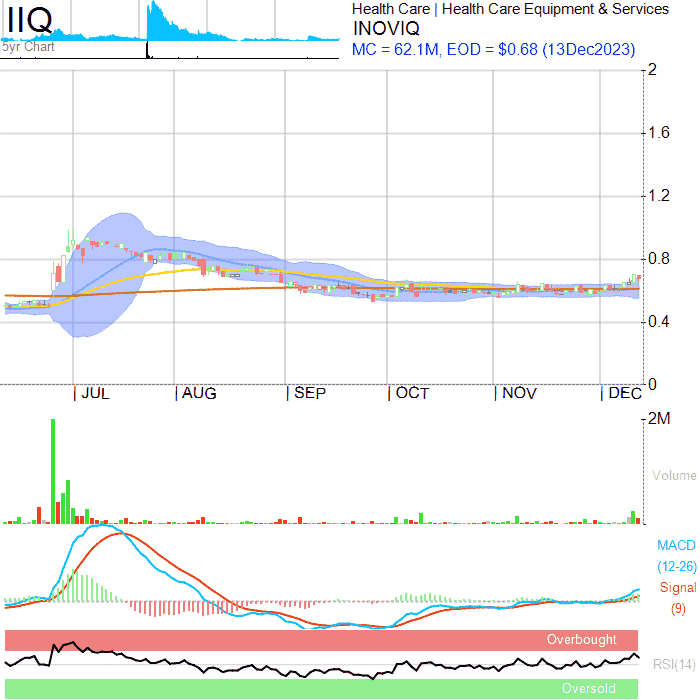 IIQ
5yr Chart
Health Care | Health Care Equipment & Services
INOVIQ
MC = 62.1M, EOD = $0.68 (13Dec2023)
2
1.6
1.2
0.8
0.4
0
| JUL | AUG | SEP | OCT | NOV | DEC
2M
Volume
MACD
(12-26)
Signal
(9)
Overbought
RSI(14)
Oversold